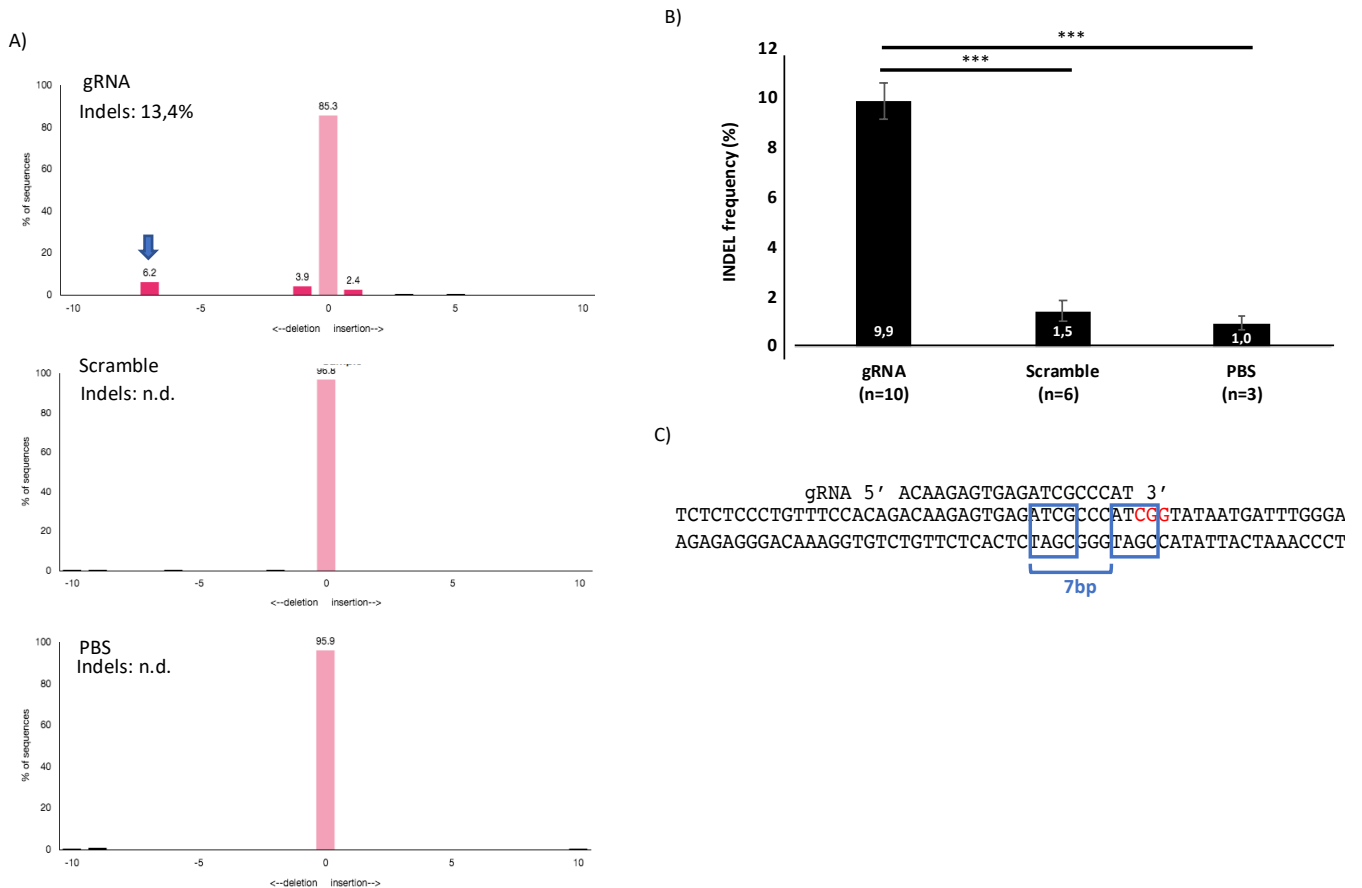 A)
gRNA
Indels: 13,4%
% of sequences
100
80
60
40
20
0
85.3
6.2
3.9
2.4
-10
-5
0
5
10
<--deletion insertion-->
Scramble
Indels: n.d.
% of sequences
100
80
60
40
20
0
96.8
-10
-5
0
5
10
<--deletion insertion-->
PBS
Indels: n.d.
% of sequences
100
80
60
40
20
0
95.9
-10
-5
0
5
10
<--deletion insertion-->
B)
INDEL frequency (%)
12
10
8
6
4
2
0
***
***
9,9
1,5
1,0
gRNA
(n=10)
Scramble
(n=6)
PBS
(n=3)
C)
gRNA 5’ ACAAGAGTGAGATCGCCCAT 3’
TCTCTCCCTGTTTCCACAGACAAGAGTGAGATCGCCCATCGGTATAATGATTTGGGA
AGAGAGGGACAAAGGTGTCTGTTCTCACTCTAGCGGGTAGCCATATTACTAAACCCT
7bp